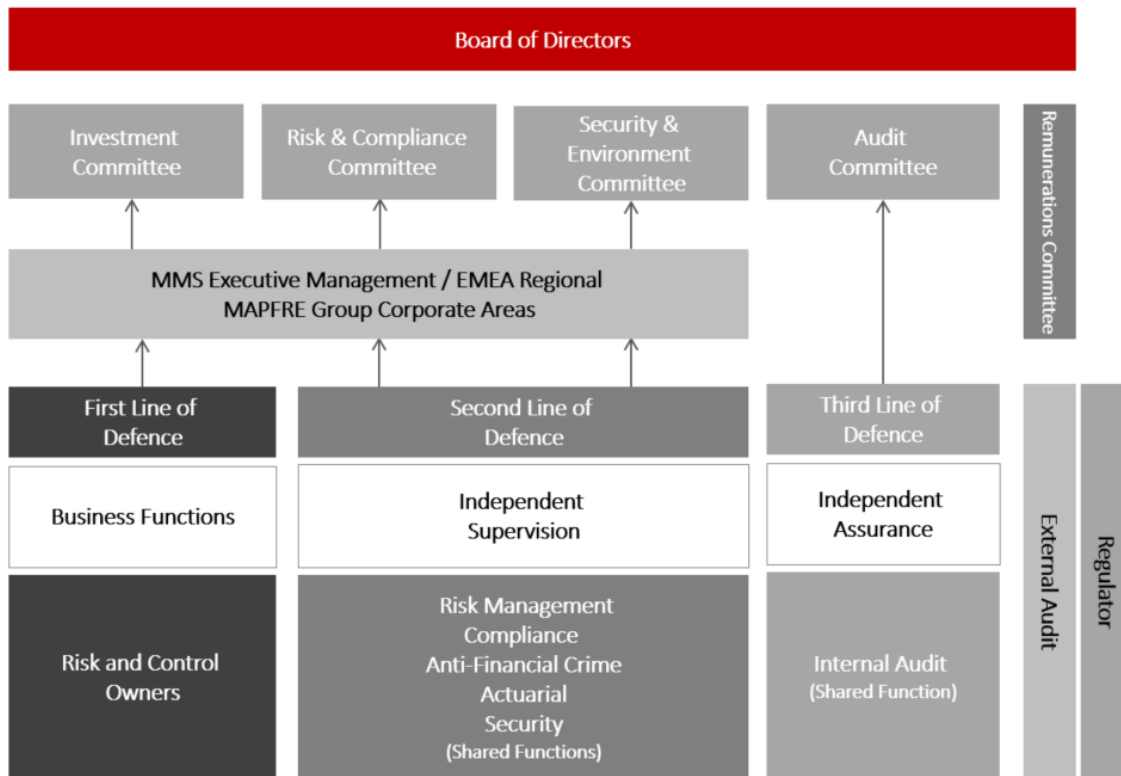 Board of Directors
Investment
Committee
Risk & Compliance
Committee
Security &
Environment
Committee
Audit
Committee
Remunerations Committee
MMS Executive Management / EMEA Regional
MAPFRE Group Corporate Areas
First Line of
Defence
Second Line of
Defence
Third Line of
Defence
Business Functions
Independent
Supervision
Independent
Assurance
Risk and Control
Owners
Risk Management
Compliance
Anti-Financial Crime
Actuarial
Security
(Shared Functions)
Internal Audit
(Shared Function)
External Audit
Regulator